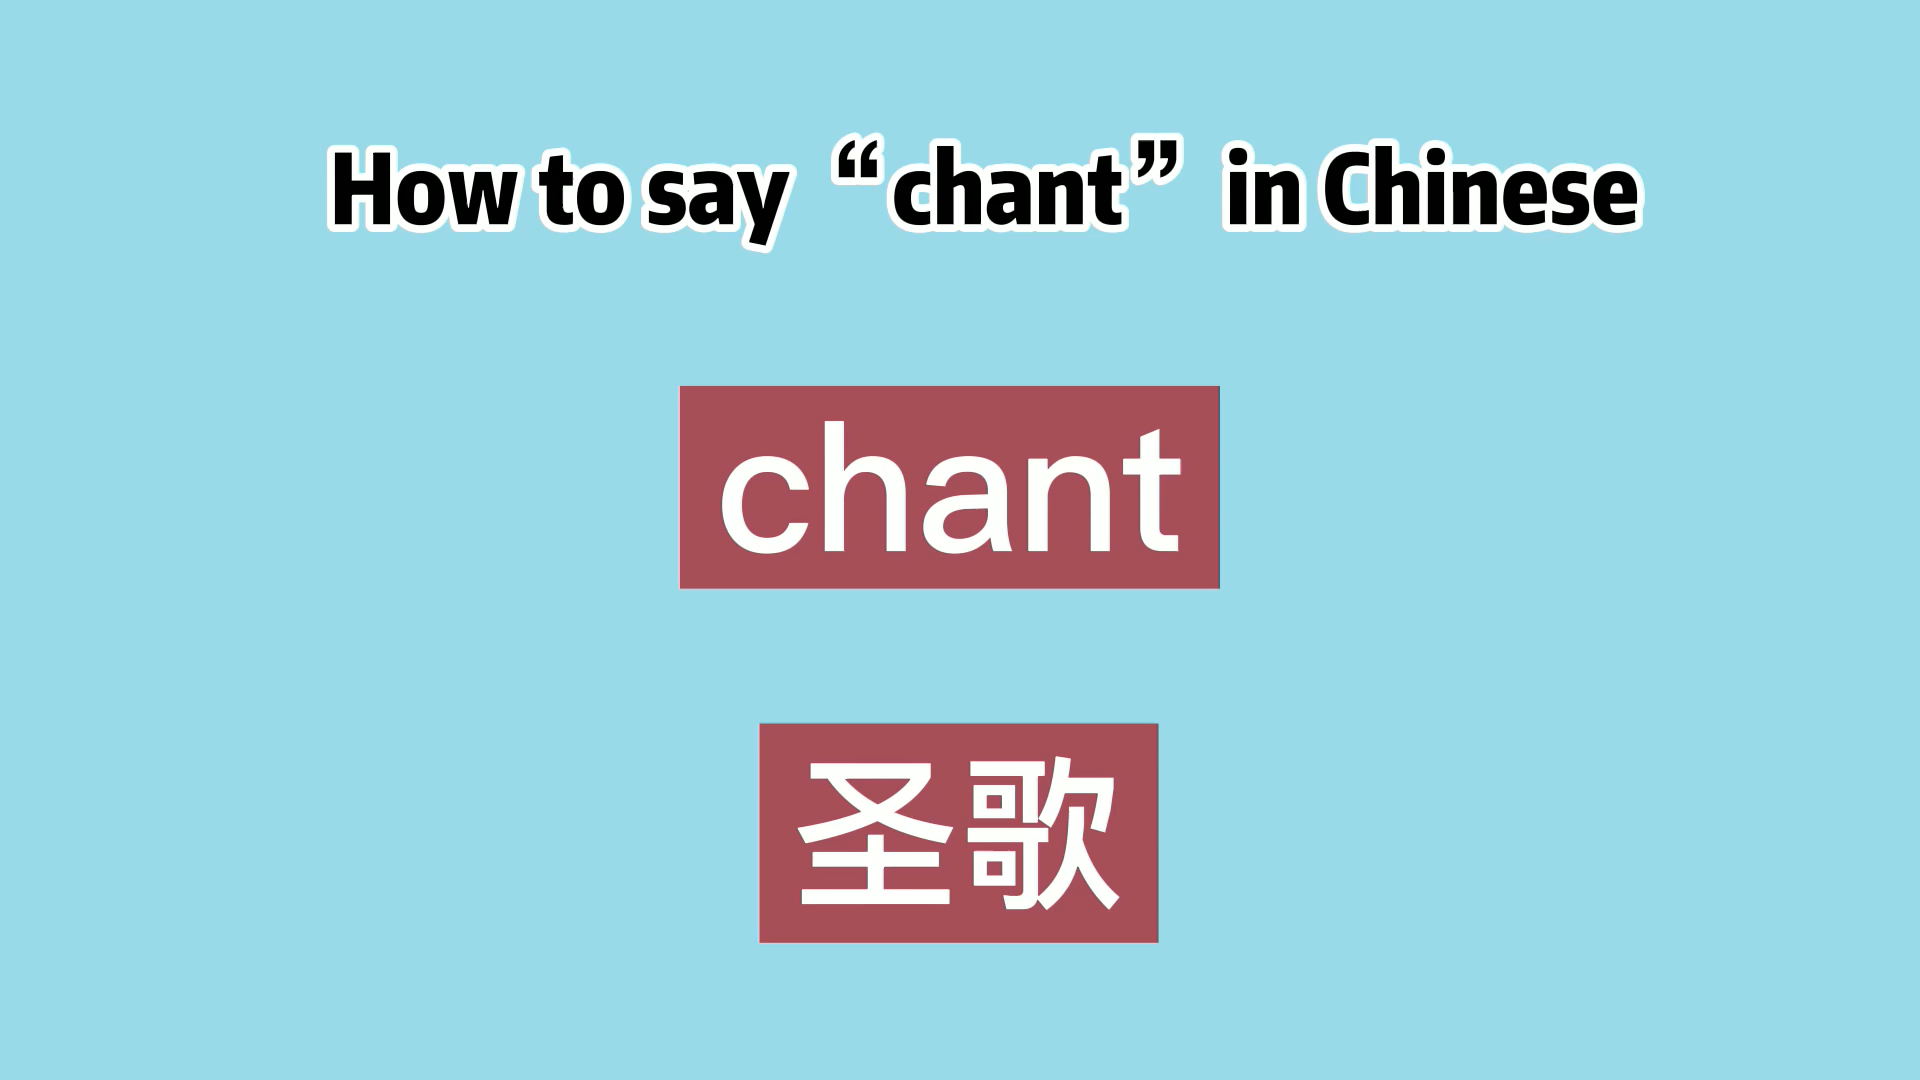 How to say “chant” in Chinese
chant
圣歌